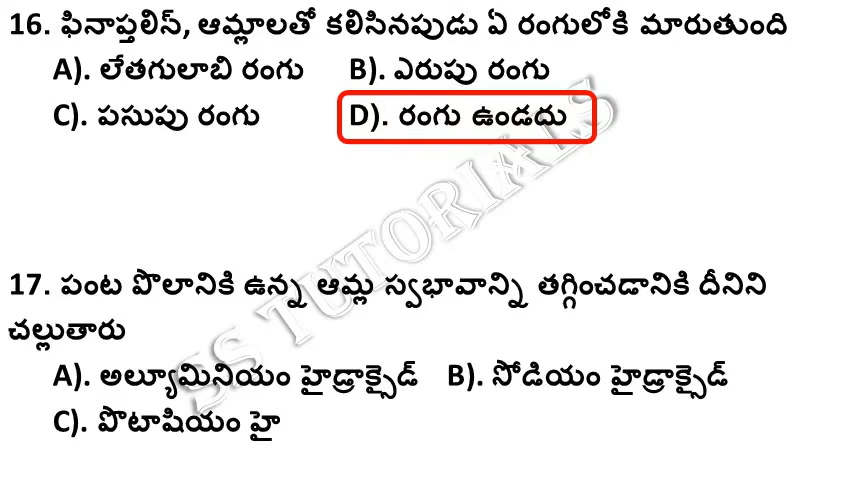 16. ఫినాప్తలిస్, ఆమ్లాలతో కలిసినపుడు ఏ రంగులోకి మారుతుంది
A). లేతగులాబి రంగు B). ఎరుపు రంగు
C). పసుపు రంగు D). రంగు ఉండదు
SS TUTORIALS
17. పంట పొలానికి ఉన్న ఆమ్ల స్వభావాన్ని తగ్గించడానికి దీనిని
చల్లుతారు
A). అల్యూమినియం హైడ్రాక్సైడ్ B). సోడియం హైడ్రాక్సైడ్
C). పొటాషియం హై